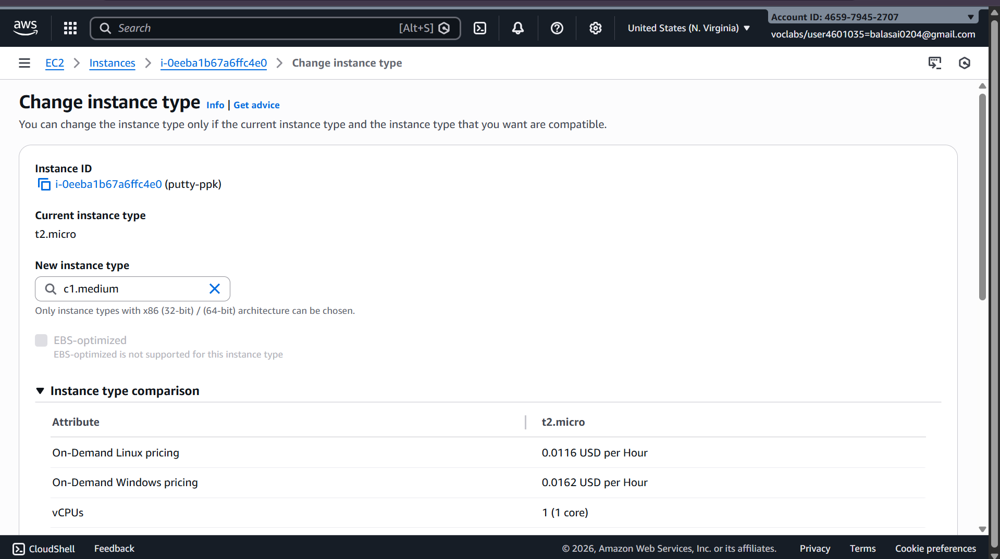 aws
Search [Alt+S]
United States (N. Virginia)
Account ID: 4659-7945-2707
voclabs/user4601035=balasai0204@gmail.com
EC2 > Instances > i-0eeba1b67a6ffc4e0 > Change instance type
Change instance type Info | Get advice
You can change the instance type only if the current instance type and the instance type that you want are compatible.
Instance ID
i-0eeba1b67a6ffc4e0 (putty-ppk)
Current instance type
t2.micro
New instance type
c1.medium
Only instance types with x86 (32-bit) / (64-bit) architecture can be chosen.
EBS-optimized
EBS-optimized is not supported for this instance type
Instance type comparison
Attribute t2.micro
On-Demand Linux pricing 0.0116 USD per Hour
On-Demand Windows pricing 0.0162 USD per Hour
vCPUs 1 (1 core)
CloudShell Feedback © 2026, Amazon Web Services, Inc. or its affiliates. Privacy Terms Cookie preferences